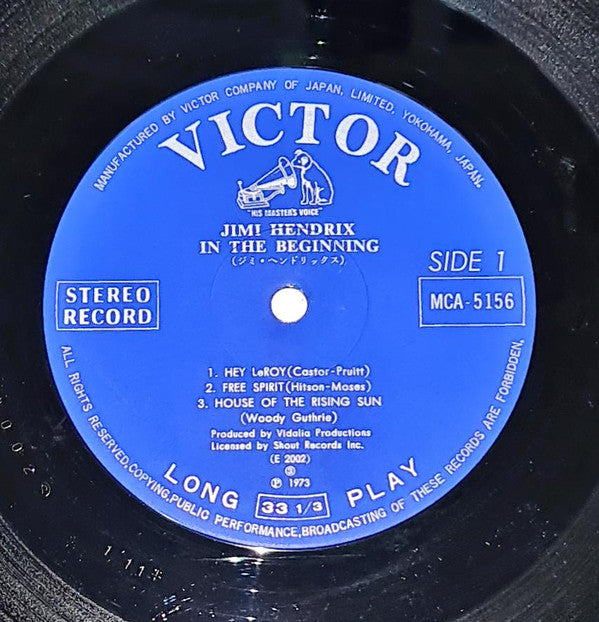 MANUFACTURED BY VICTOR COMPANY OF JAPAN, LIMITED, YOKOHAMA, JAPAN.
VICTOR
"HIS MASTER'S VOICE"
JIMI HENDRIX
IN THE BEGINNING
(ジミ・ヘンドリックス)
SIDE 1
STEREO
RECORD
MCA-5156
1. HEY LeROY (Castor-Pruitt)
2. FREE SPIRIT (Hitson-Moses)
3. HOUSE OF THE RISING SUN
(Woody Guthrie)
Produced by Vidalia Productions
Licensed by Shout Records Inc.
(E 2002)
Ⓢ
Ⓟ 1973
LONG 33 1/3 PLAY
ALL RIGHTS RESERVED, COPYING, PUBLIC PERFORMANCE, BROADCASTING OF THESE RECORDS ARE FORBIDDEN.